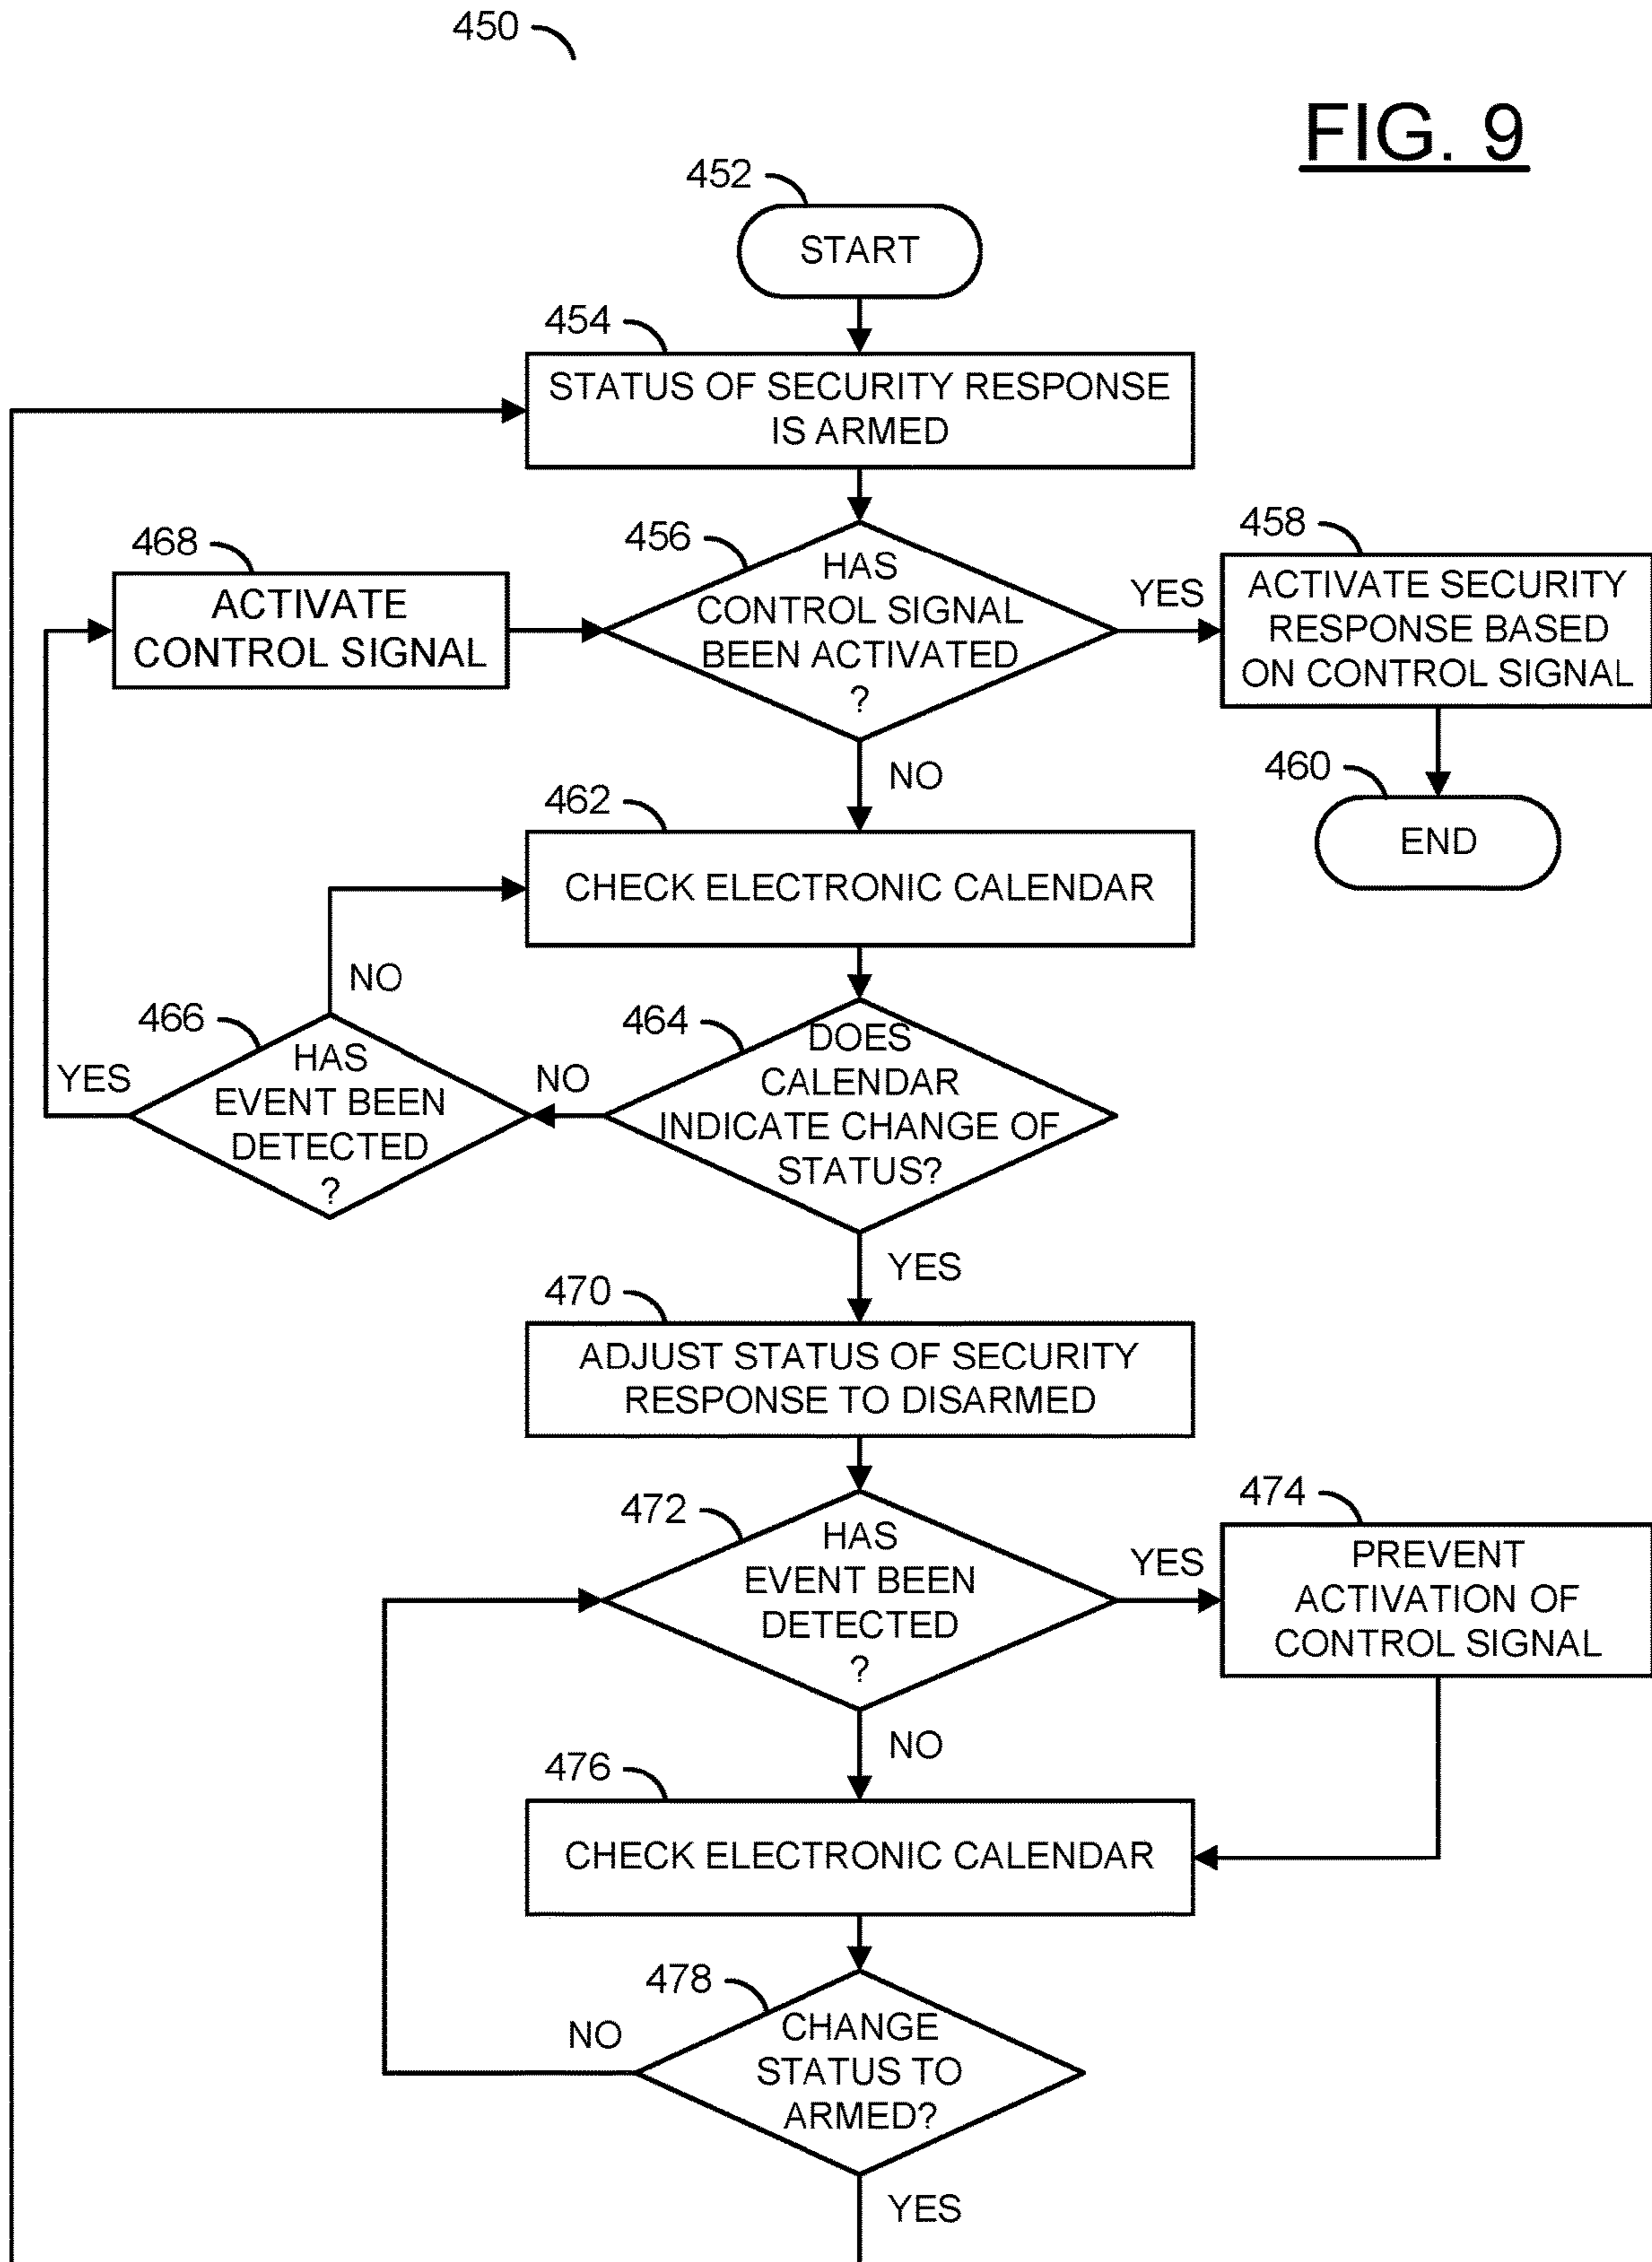 450
FIG. 9
452
START
454
STATUS OF SECURITY RESPONSE
IS ARMED
468
ACTIVATE
CONTROL SIGNAL
456
HAS
CONTROL SIGNAL
BEEN ACTIVATED
?
YES
458
ACTIVATE SECURITY
RESPONSE BASED
ON CONTROL SIGNAL
NO
460
END
462
CHECK ELECTRONIC CALENDAR
NO
466
HAS
EVENT BEEN
DETECTED
?
YES
NO
464
DOES
CALENDAR
INDICATE CHANGE OF
STATUS?
YES
470
ADJUST STATUS OF SECURITY
RESPONSE TO DISARMED
472
HAS
EVENT BEEN
DETECTED
?
YES
474
PREVENT
ACTIVATION OF
CONTROL SIGNAL
NO
476
CHECK ELECTRONIC CALENDAR
478
CHANGE
STATUS TO
ARMED?
NO
YES